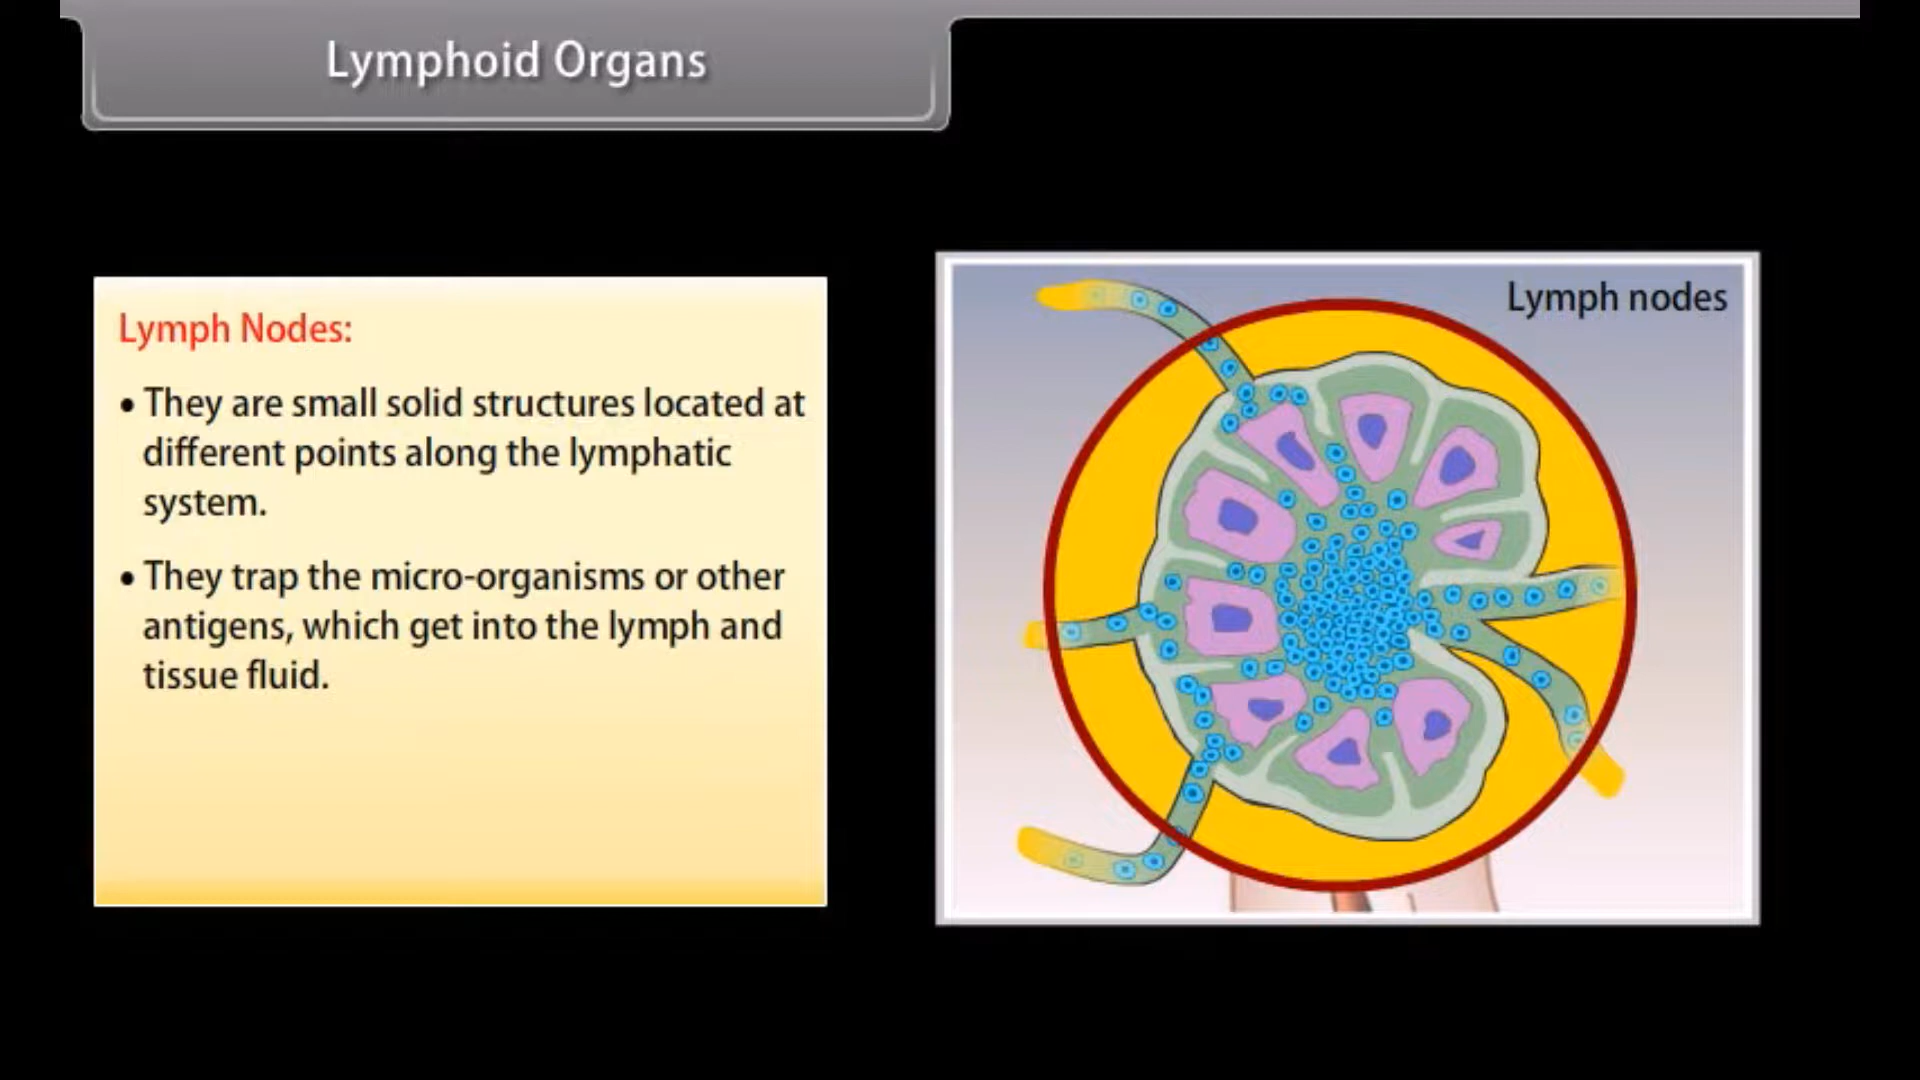 Lymphoid Organs
Lymph Nodes:
• They are small solid structures located at
different points along the lymphatic
system.
• They trap the micro-organisms or other
antigens, which get into the lymph and
tissue fluid.
Lymph nodes